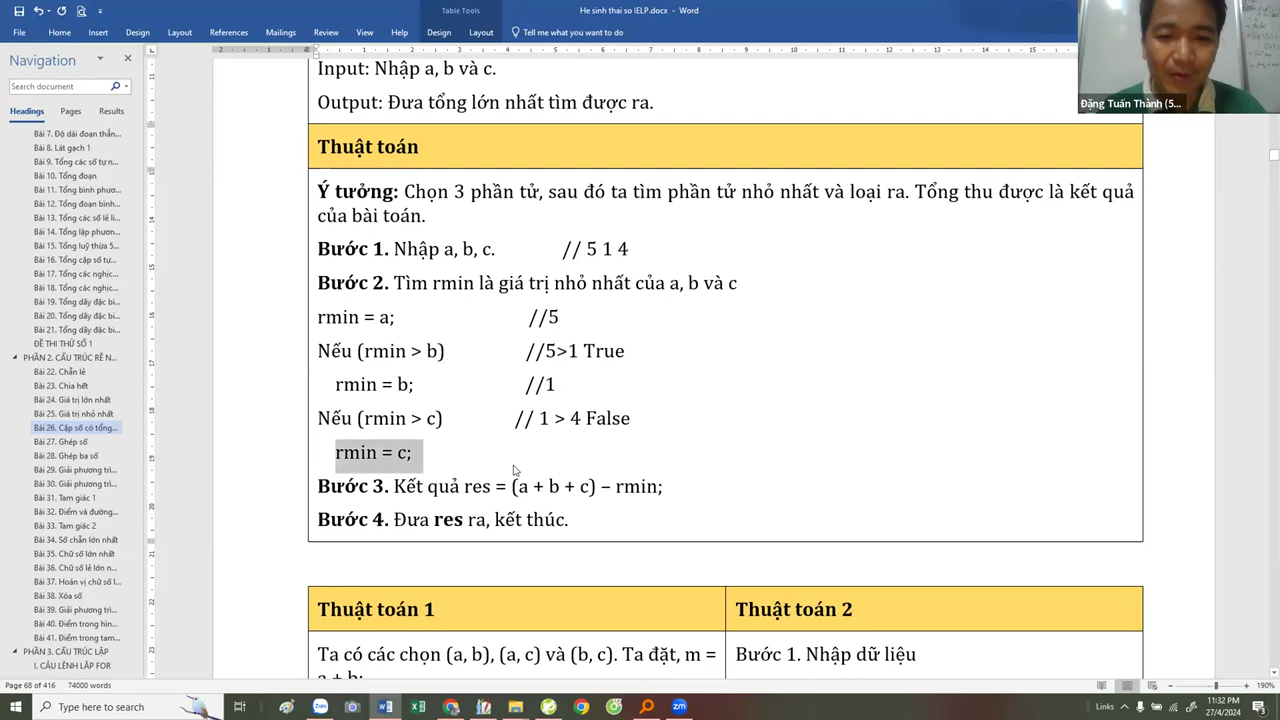 Table Tools
He sinh thai so IELP.docx - Word
File
Home
Insert
Design
Layout
References
Mailings
Review
View
Help
Design
Layout
Tell me what you want to do
Navigation
Search document
Headings
Pages
Results
Bài 7. Độ dài đoạn thẳn...
Bài 8. Lát gạch 1
Bài 9. Tổng các số tự n...
Bài 10. Tổng đoạn
Bài 11. Tổng bình phươ...
Bài 12. Tổng đoạn bình...
Bài 13. Tổng các số lẻ li...
Bài 14. Tổng lập phươn...
Bài 15. Tổng luỹ thừa 5...
Bài 16. Tổng cấp số tự...
Bài 17. Tổng các nghịc...
Bài 18. Tổng các nghịc...
Bài 19. Tổng dãy đặc bi...
Bài 20. Tổng dãy đặc bi...
Bài 21. Tổng dãy đặc bi...
ĐỀ THI THỬ SỐ 1
PHẦN 2. CẤU TRÚC RẼ N...
Bài 22. Chẵn lẻ
Bài 23. Chia hết
Bài 24. Giá trị lớn nhất
Bài 25. Giá trị nhỏ nhất
Bài 26. Cặp số có tổng...
Bài 27. Ghép số
Bài 28. Ghép ba số
Bài 29. Giải phương trì...
Bài 30. Giải phương trì...
Bài 31. Tam giác 1
Bài 32. Điểm và đường...
Bài 33. Tam giác 2
Bài 34. Số chẵn lớn nhất
Bài 35. Chữ số lớn nhất
Bài 36. Chữ số lẻ lớn n...
Bài 37. Hoán vị chữ số l...
Bài 38. Xóa số
Bài 39. Giải phương trì...
Bài 40. Điểm trong hìn...
Bài 41. Điểm trong tam...
PHẦN 3. CẤU TRÚC LẶP
I. CÂU LỆNH LẶP FOR
Input: Nhập a, b và c.
Output: Đưa tổng lớn nhất tìm được ra.
Thuật toán
Ý tưởng: Chọn 3 phần tử, sau đó ta tìm phần tử nhỏ nhất và loại ra. Tổng thu được là kết quả
của bài toán.
Bước 1. Nhập a, b, c. // 5 1 4
Bước 2. Tìm rmin là giá trị nhỏ nhất của a, b và c
rmin = a; //5
Nếu (rmin > b) //5>1 True
rmin = b; //1
Nếu (rmin > c) // 1 > 4 False
rmin = c;
Bước 3. Kết quả res = (a + b + c) – rmin;
Bước 4. Đưa res ra, kết thúc.
Thuật toán 1
Thuật toán 2
Ta có các chọn (a, b), (a, c) và (b, c). Ta đặt, m =
a + b;
Bước 1. Nhập dữ liệu
Đặng Tuấn Thành (5...
Page 68 of 416
74000 words
190%
Type here to search
Zalo
11:32 PM
27/4/2024